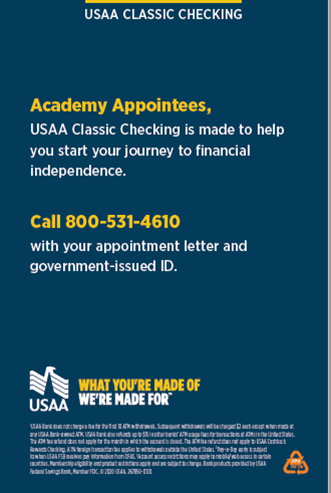 USAA CLASSIC CHECKING
Academy Appointees,
USAA Classic Checking is made to help
you start your journey to financial
independence.
Call 800-531-4610
with your appointment letter and
government-issued ID.
USAA
WHAT YOU'RE MADE OF
WE'RE MADE FOR™
USAA Bank does not charge a fee for the first 10 ATM withdrawals. Subsequent withdrawals will be charged $2 each except when made at
any USAA Bank-owned ATM. USAA Bank also refunds up to $15 in other banks' ATM usage fees for transactions at ATMs in the United States.
The ATM fee refund does not apply for the month in which the account is closed. The ATM fee refund does not apply to USAA Cashback
Rewards Checking. A 1% foreign transaction fee applies to withdrawals outside the United States. Pay-e-Day early is subject
to when USAA FSB receives pay information from DFAS. Account access restrictions may apply to mobile/web access in certain
countries. Membership eligibility and product restrictions apply and are subject to change. Bank products provided by USAA
Federal Savings Bank, Member FDIC. © 2020 USAA.